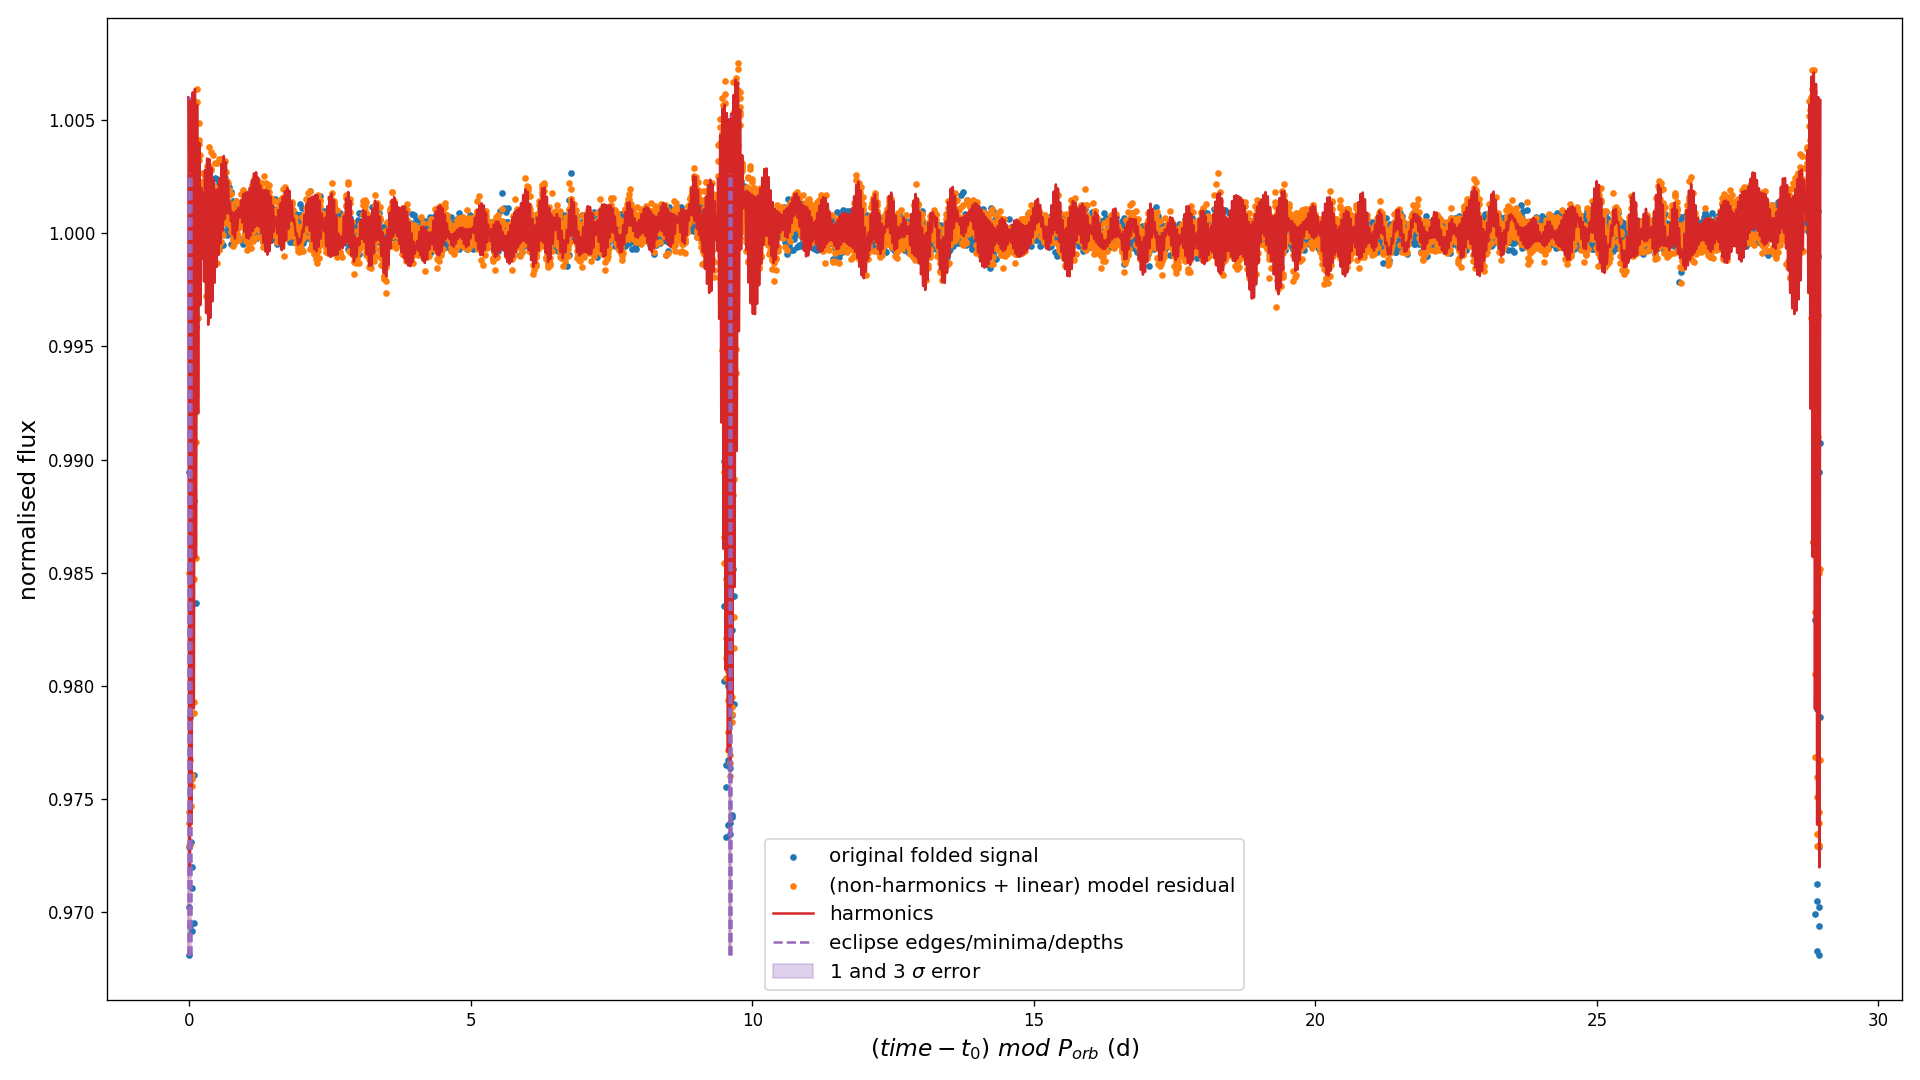 normalised flux
1.005
1.000
0.995
0.990
0.985
0.980
0.975
0.970
original folded signal
(non-harmonics + linear) model residual
harmonics
eclipse edges/minima/depths
1 and 3 σ error
0 5 10 15 20 25 30
(time − t₀) mod P_orb (d)